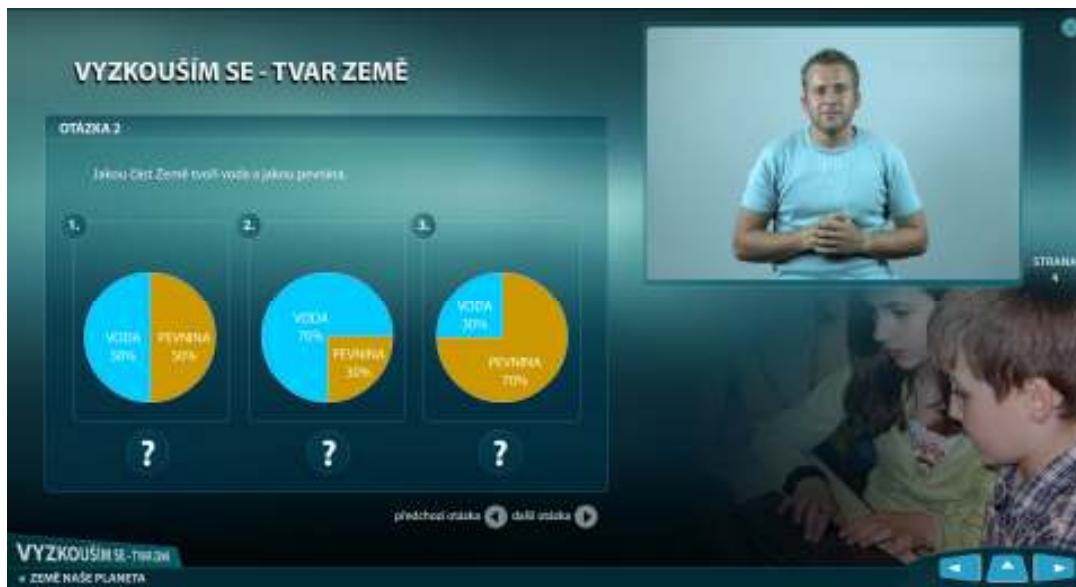 VYZKOUŠÍM SE - TVAR ZEMĚ
OTÁZKA 2
Jakou část Země tvoří voda a jakou pevnina.
1.
2.
3.
VODA
50%
PEVNINA
50%
VODA
70%
PEVNINA
30%
VODA
30%
PEVNINA
70%
?
?
?
předchozí otázka
další otázka
STRANA
4
VYZKOUŠÍM SE - TVAR ZEMĚ
« ZEMĚ NAŠE PLANETA